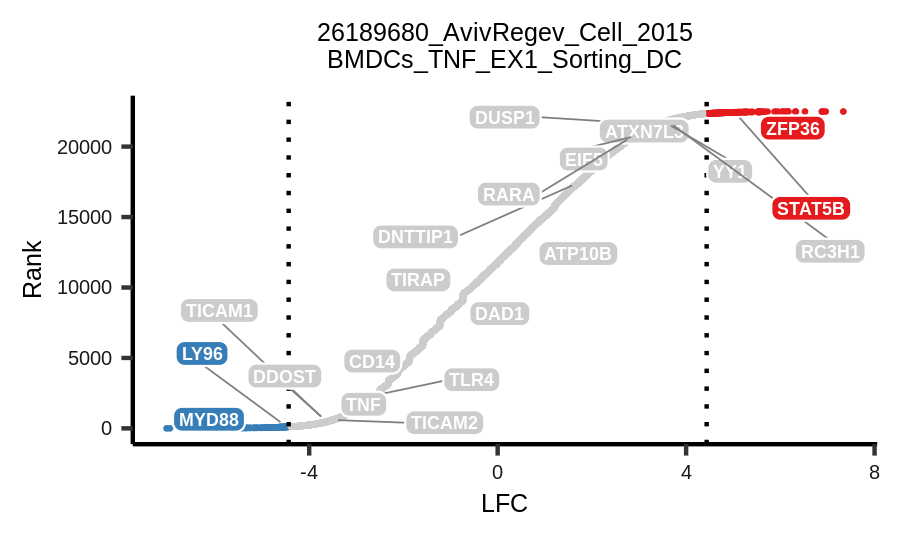 26189680_AvivRegev_Cell_2015
BMDCs_TNF_EX1_Sorting_DC
DUSP1
ATXN7L3
ZFP36
20000
EIF5
YY1
RARA
STAT5B
15000
DNTTIP1
RC3H1
ATP10B
Rank
TIRAP
10000
TICAM1
DAD1
LY96
5000
CD14
DDOST
TLR4
TNF
MYD88
TICAM2
0
-4
0
4
8
LFC